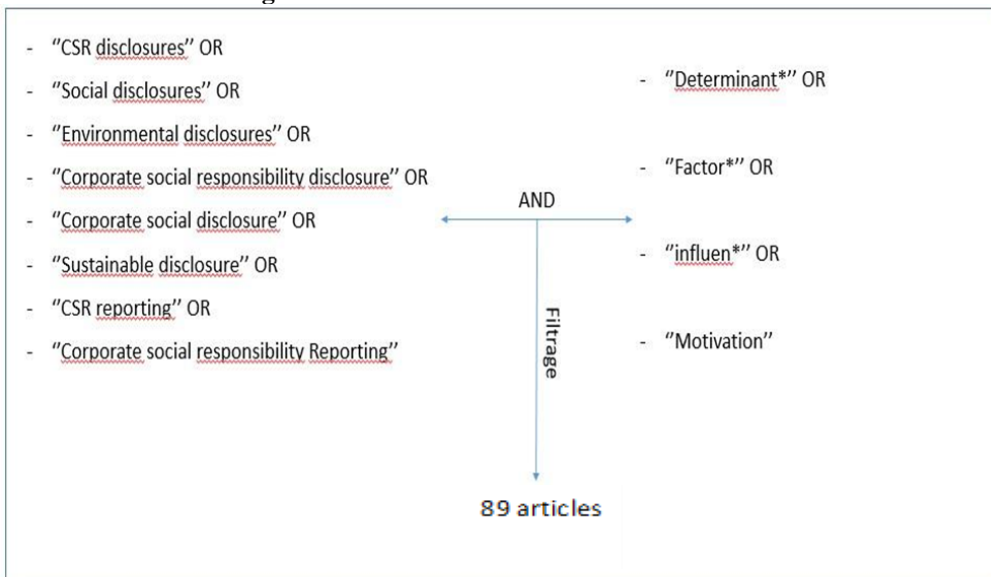 - ‘’CSR disclosures’’ OR
- ‘’Social disclosures’’ OR
- ‘’Environmental disclosures’’ OR
- ‘’Corporate social responsibility disclosure’’ OR
- ‘’Corporate social disclosure’’ OR
- ‘’Sustainable disclosure’’ OR
- ‘’CSR reporting’’ OR
- ‘’Corporate social responsibility Reporting’’
- ‘’Determinant*’’ OR
- ‘’Factor*’’ OR
- ‘’influen*’’ OR
- ‘’Motivation’’
AND
Filtrage
89 articles